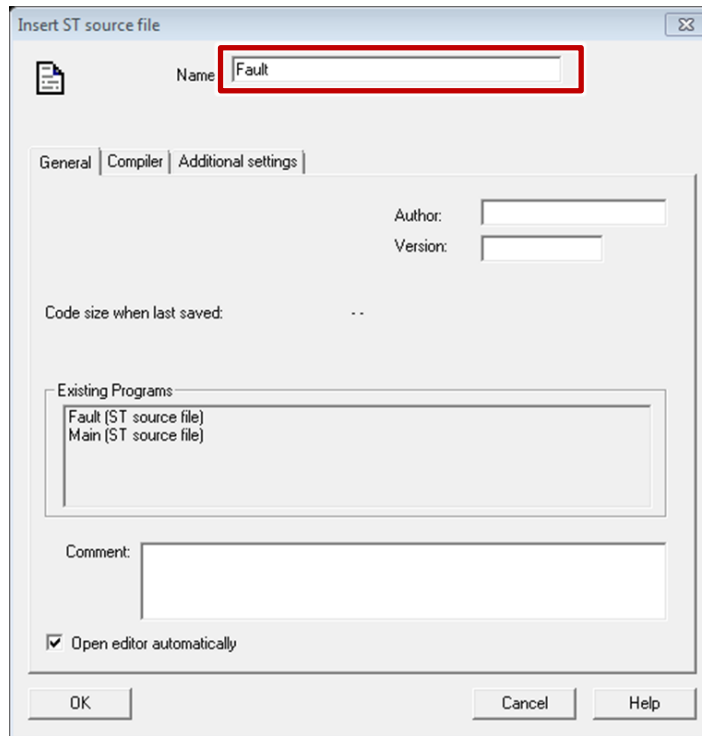 Insert ST source file
Name
Fault
General Compiler Additional settings
Author:
Version:
Code size when last saved: - -
Existing Programs
Fault (ST source file)
Main (ST source file)
Comment:
Open editor automatically
OK Cancel Help